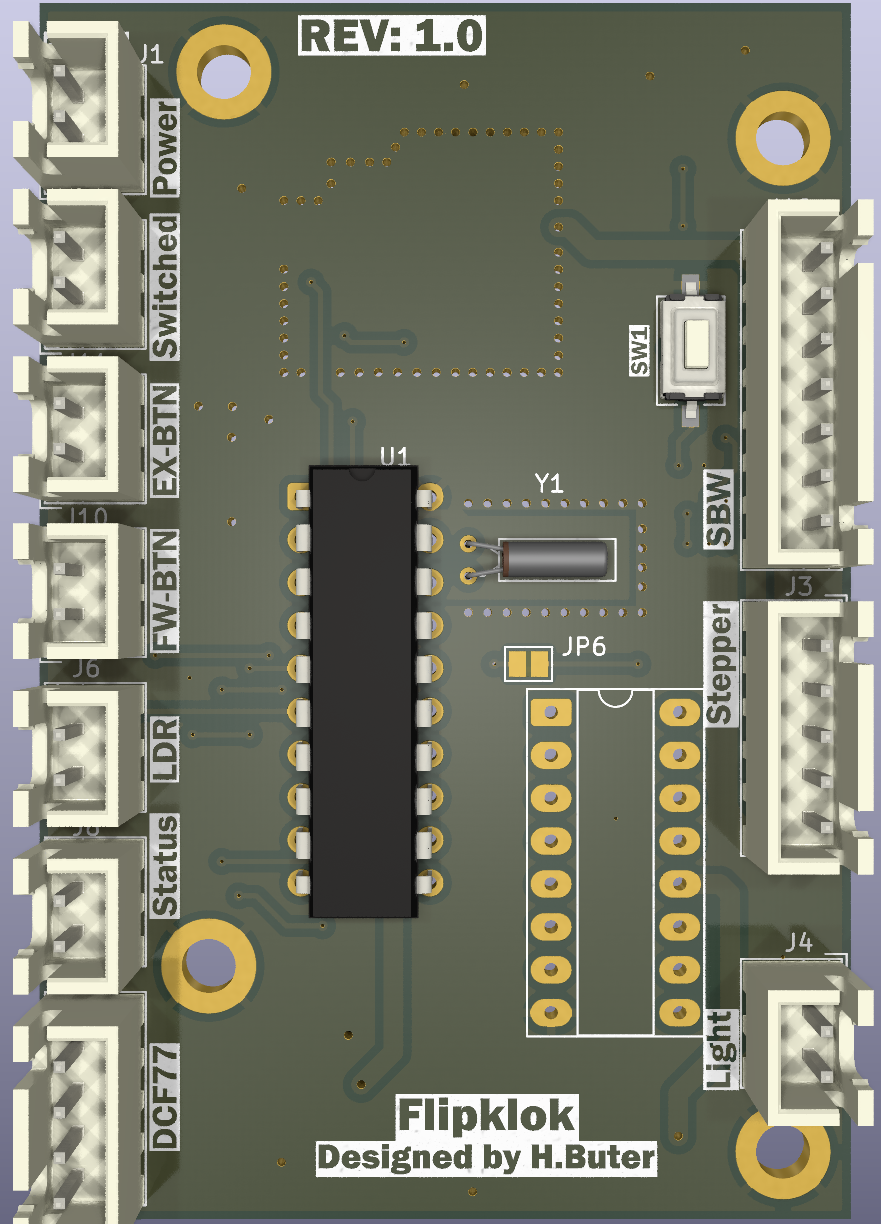 REV: 1.0
J1
Power
Switched
SW1
EX-BTN
U1
Y1
SBW
J10
FW-BTN
J3
JP6
Stepper
J6
LDR
J8
Status
J4
Light
DCF77
Flipklok
Designed by H.Buter